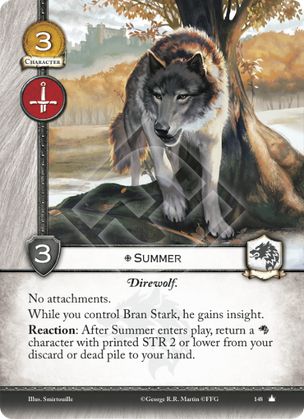 3
CHARACTER
3
SUMMER
Direwolf.
No attachments.
While you control Bran Stark, he gains insight.
Reaction: After Summer enters play, return a
character with printed STR 2 or lower from your
discard or dead pile to your hand.
Illus. Smirtouille ©George R.R. Martin ©FFG 148